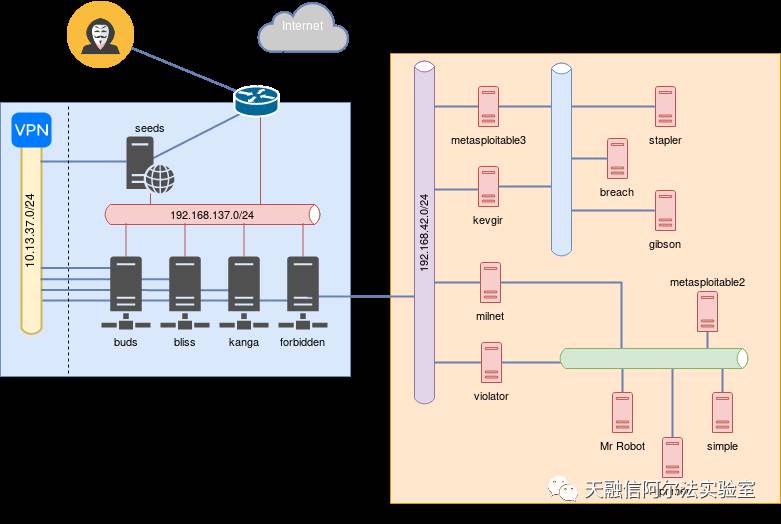 Internet
VPN
seeds
10.13.37.0/24
192.168.137.0/24
buds
bliss
kanga
forbidden
192.168.42.0/24
metasploitable3
stapler
breach
kevgir
gibson
metasploitable2
milnet
violator
Mr Robot
simple
天融信阿尔法实验室